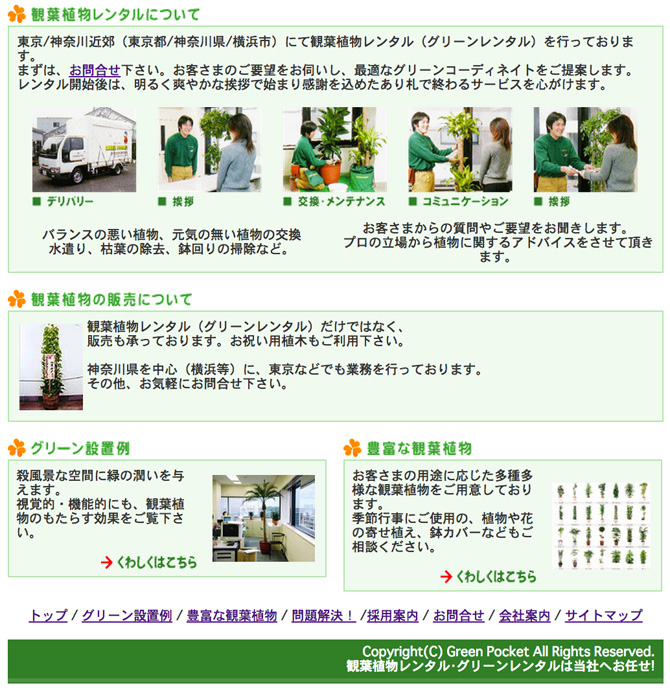 観葉植物レンタルについて
東京/神奈川近郊（東京都/神奈川県/横浜市）にて観葉植物レンタル（グリーンレンタル）を行っておりま
す。
まずは、お問合せ下さい。お客さまのご要望をお伺いし、最適なグリーンコーディネイトをご提案します。
レンタル開始後は、明るく爽やかな挨拶で始まり感謝を込めたあり札で終わるサービスを心がけます。
■ デリバリー
■ 挨拶
■ 交換・メンテナンス
■ コミュニケーション
■ 挨拶
バランスの悪い植物、元気の無い植物の交換
水遣り、枯葉の除去、鉢回りの掃除など。
お客さまからの質問やご要望をお聞きします。
プロの立場から植物に関するアドバイスをさせて頂き
ます。
観葉植物の販売について
観葉植物レンタル（グリーンレンタル）だけではなく、
販売も承っております。お祝い用植木もご利用下さい。
神奈川県を中心（横浜等）に、東京などでも業務を行っております。
その他、お気軽にお問合せ下さい。
グリーン設置例
殺風景な空間に緑の潤いを与
えます。
視覚的・機能的にも、観葉植
物のもたらす効果をご覧下さ
い。
くわしくはこちら
豊富な観葉植物
お客さまの用途に応じた多種多
様な観葉植物をご用意しており
ます。
季節行事にご使用の、植物や花
の寄せ植え、鉢カバーなどもご
相談ください。
くわしくはこちら
トップ / グリーン設置例 / 豊富な観葉植物 / 問題解決！ /採用案内 / お問合せ / 会社案内 / サイトマップ
Copyright(C) Green Pocket All Rights Reserved.
観葉植物レンタル･グリーンレンタルは当社へお任せ!